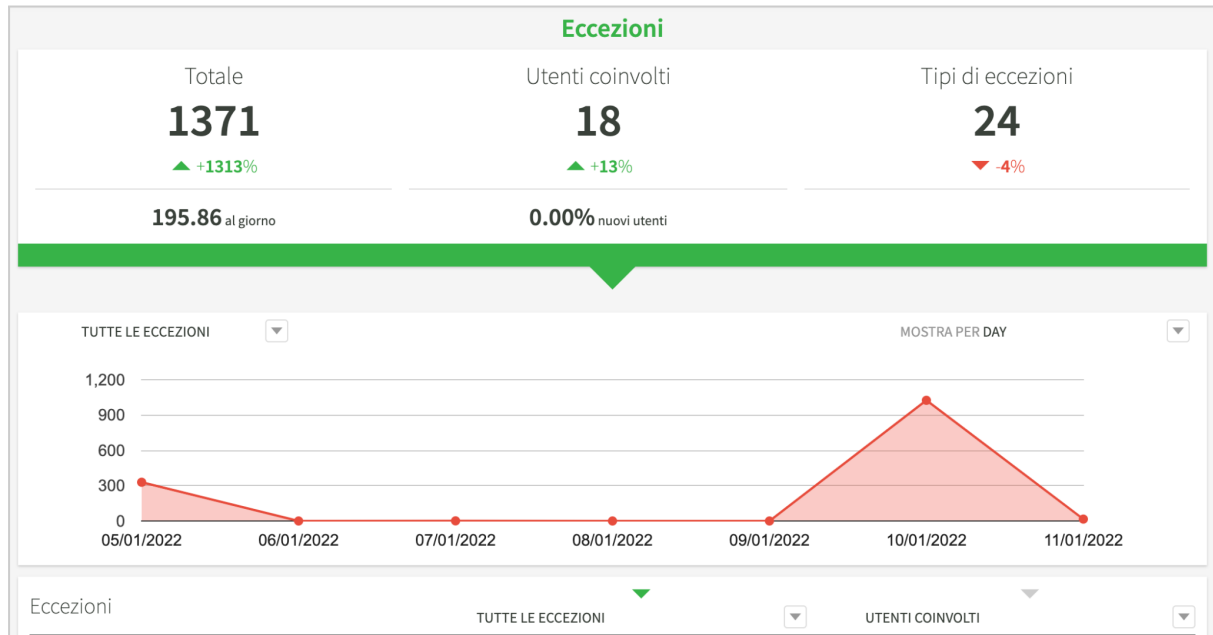 Eccezioni
Totale Utenti coinvolti Tipi di eccezioni
1371 18 24
+1313% +13% -4%
195.86 al giorno 0.00% nuovi utenti
TUTTE LE ECCEZIONI MOSTRA PER DAY
1,200
900
600
300
0
05/01/2022 06/01/2022 07/01/2022 08/01/2022 09/01/2022 10/01/2022 11/01/2022
Eccezioni
TUTTE LE ECCEZIONI UTENTI COINVOLTI